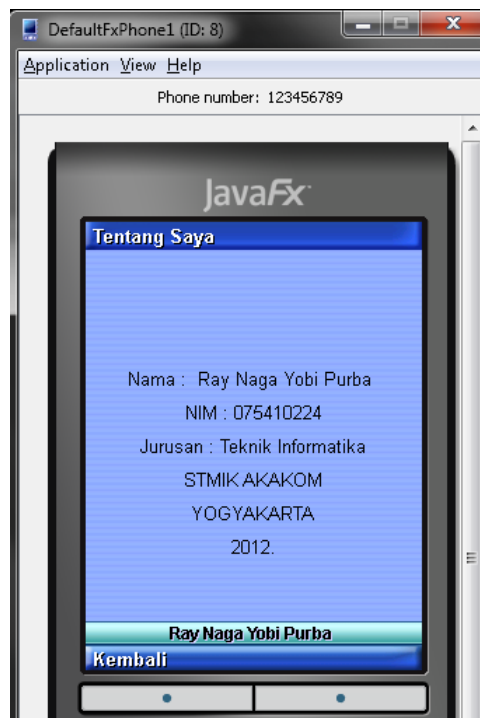 DefaultFxPhone1 (ID: 8)
Application View Help
Phone number: 123456789
JavaFx
Tentang Saya
Nama : Ray Naga Yobi Purba
NIM : 075410224
Jurusan : Teknik Informatika
STMIK AKAKOM
YOGYAKARTA
2012.
Ray Naga Yobi Purba
Kembali